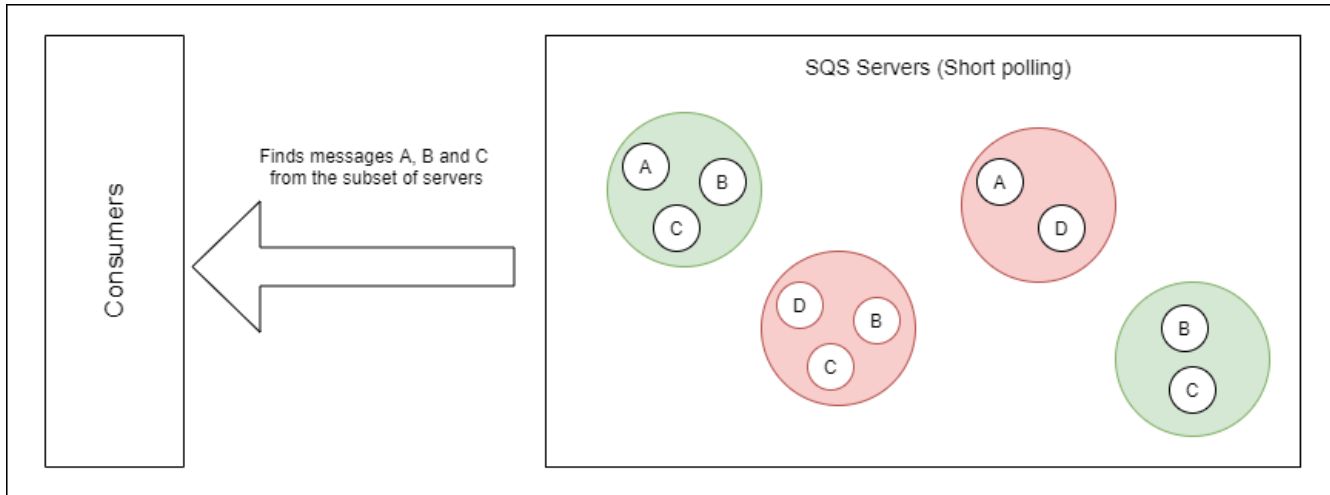 Consumers
Finds messages A, B and C
from the subset of servers
SQS Servers (Short polling)
A
B
C
A
D
D
B
C
B
C